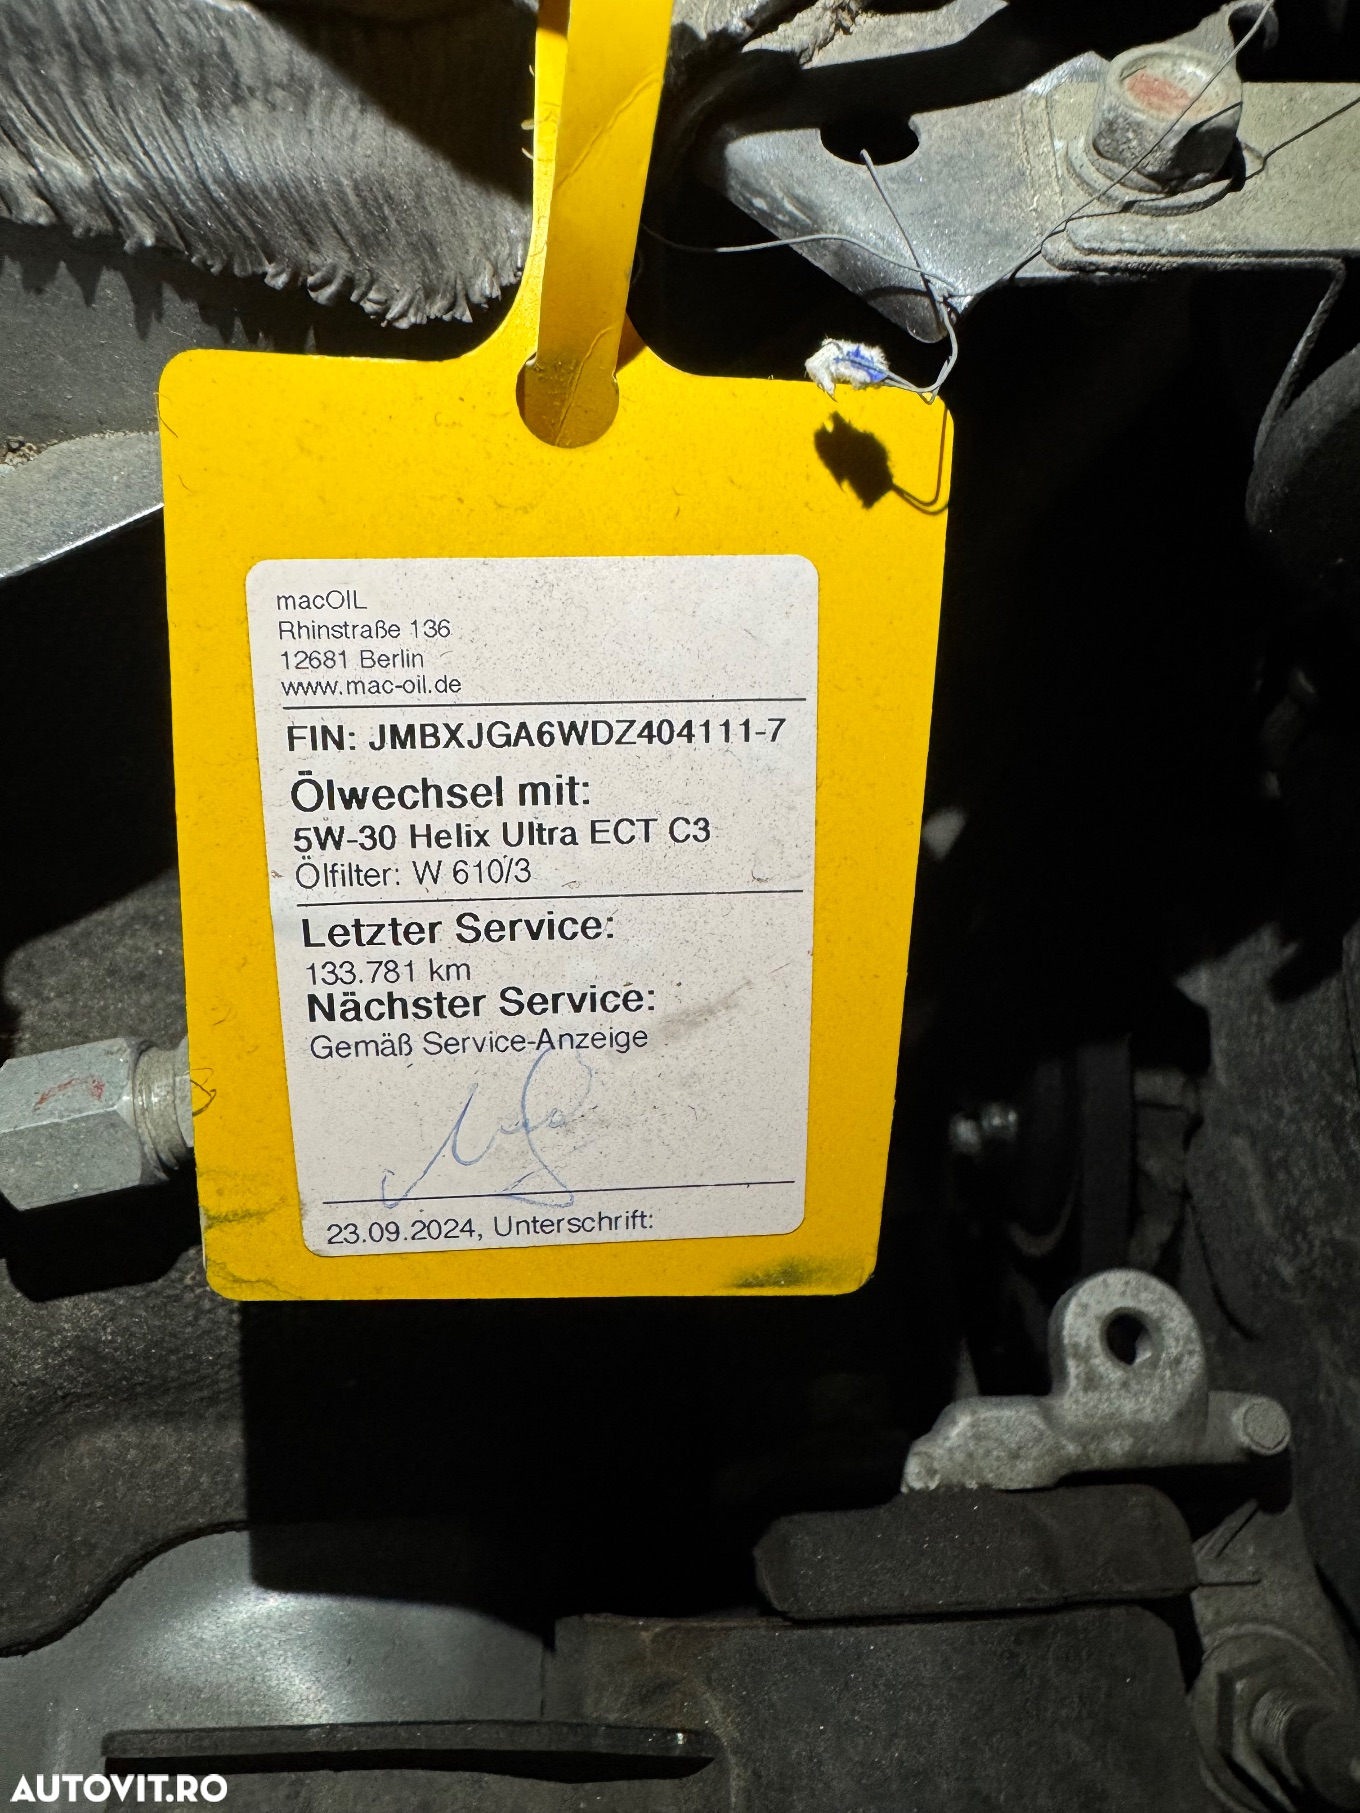 macOIL
Rhinstraße 136
12681 Berlin
www.mac-oil.de
FIN: JMBXJGA6WDZ404111-7
Ölwechsel mit:
5W-30 Helix Ultra ECT C3
Ölfilter: W 610/3
Letzter Service:
133.781 km
Nächster Service:
Gemäß Service-Anzeige
23.09.2024, Unterschrift:
AUTOVIT.RO